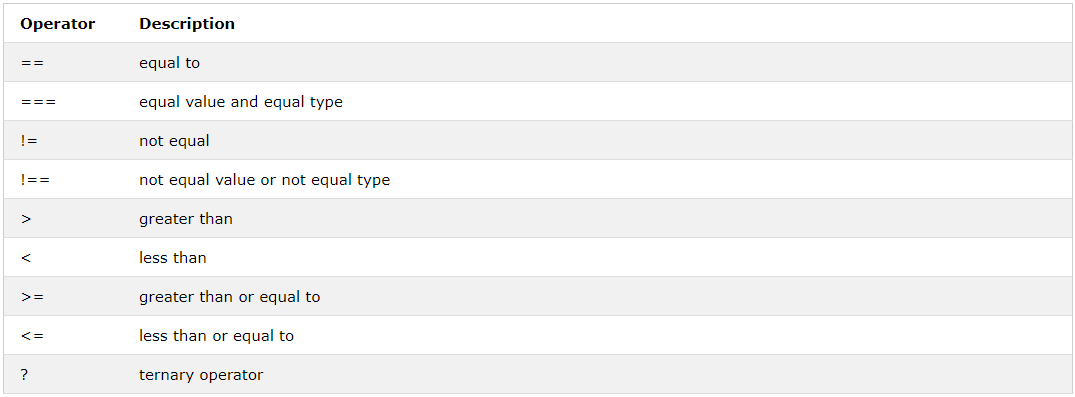 Operator Description
== equal to
=== equal value and equal type
!= not equal
!== not equal value or not equal type
> greater than
< less than
>= greater than or equal to
<= less than or equal to
? ternary operator